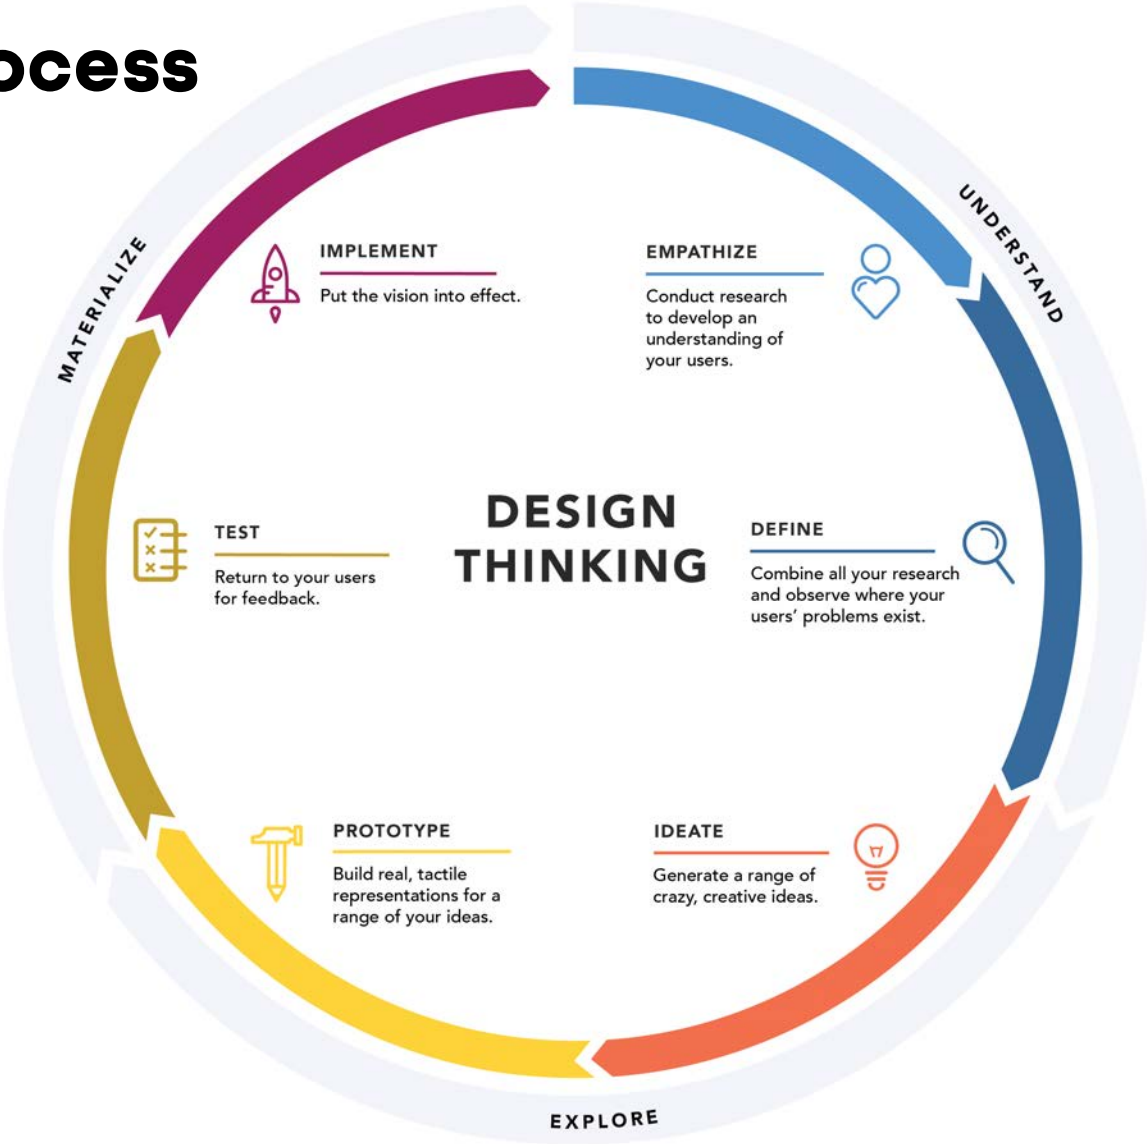 ocess
UNDERSTAND
EMPATHIZE
Conduct research
to develop an
understanding of
your users.
DEFINE
Combine all your research
and observe where your
users’ problems exist.
IDEATE
Generate a range of
crazy, creative ideas.
EXPLORE
PROTOTYPE
Build real, tactile
representations for a
range of your ideas.
TEST
Return to your users
for feedback.
MATERIALIZE
IMPLEMENT
Put the vision into effect.
DESIGN
THINKING